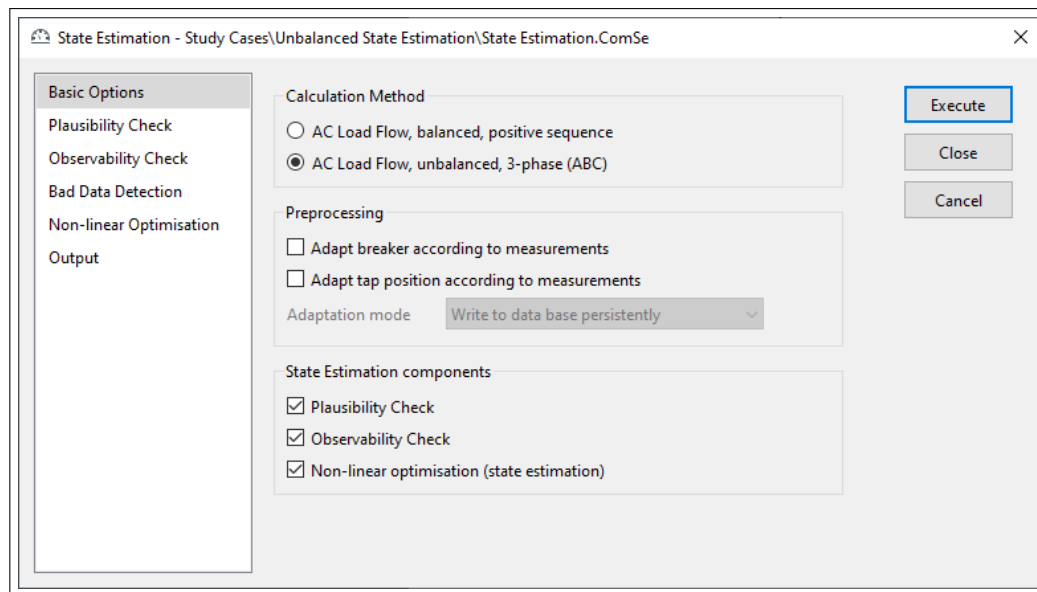 State Estimation - Study Cases\Unbalanced State Estimation\State Estimation.ComSe
Basic Options
Plausibility Check
Observability Check
Bad Data Detection
Non-linear Optimisation
Output
Calculation Method
AC Load Flow, balanced, positive sequence
AC Load Flow, unbalanced, 3-phase (ABC)
Preprocessing
Adapt breaker according to measurements
Adapt tap position according to measurements
Adaptation mode Write to data base persistently
State Estimation components
Plausibility Check
Observability Check
Non-linear optimisation (state estimation)
Execute
Close
Cancel